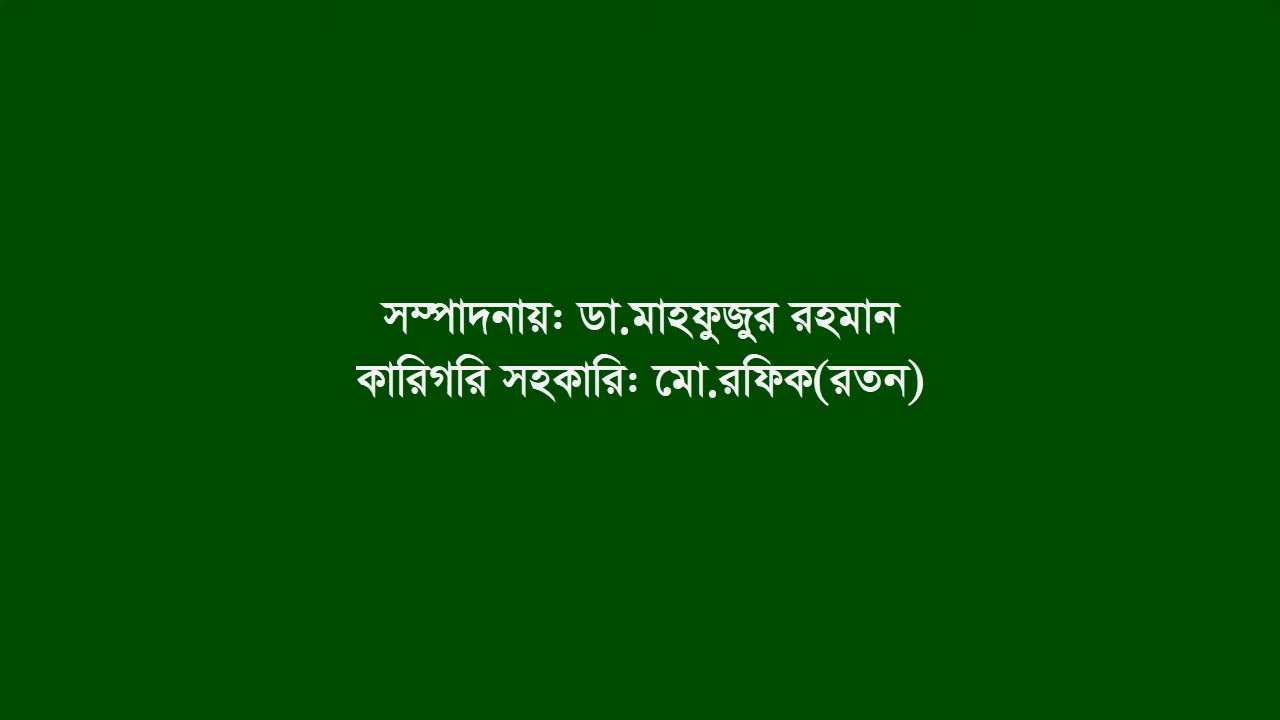 সম্পাদনায়ঃ ডা.মাহফুজুর রহমান
কারিগরি সহকারিঃ মো.রফিক(রতন)